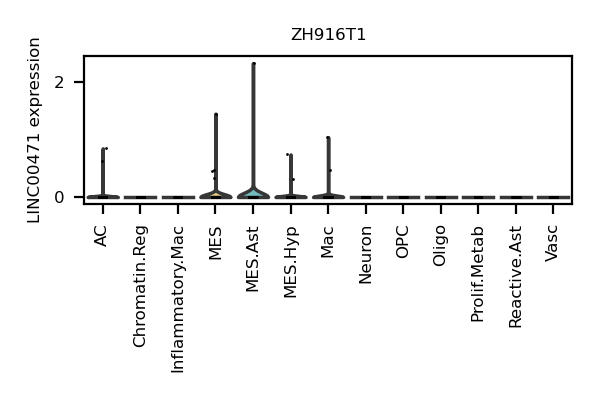 ZH916T1
LINC00471 expression
2
0
AC
Chromatin.Reg
Inflammatory.Mac
MES
MES.Ast
MES.Hyp
Mac
Neuron
OPC
Oligo
Prolif.Metab
Reactive.Ast
Vasc